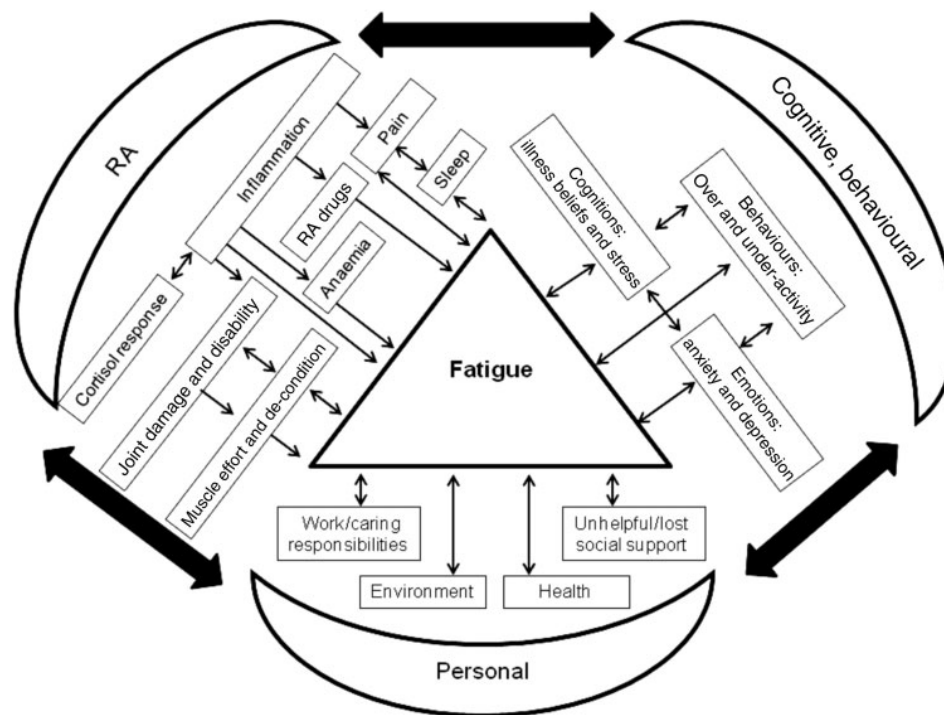 RA
Inflammation
Pain
Sleep
RA drugs
Anaemia
Cortisol response
Joint damage and disability
Muscle effort and de-condition
Cognitive, behavioural
Cognitions:
illness beliefs and stress
Behaviours:
Over and under-activity
Emotions:
anxiety and depression
Fatigue
Work/caring
responsibilities
Unhelpful/lost
social support
Environment
Health
Personal